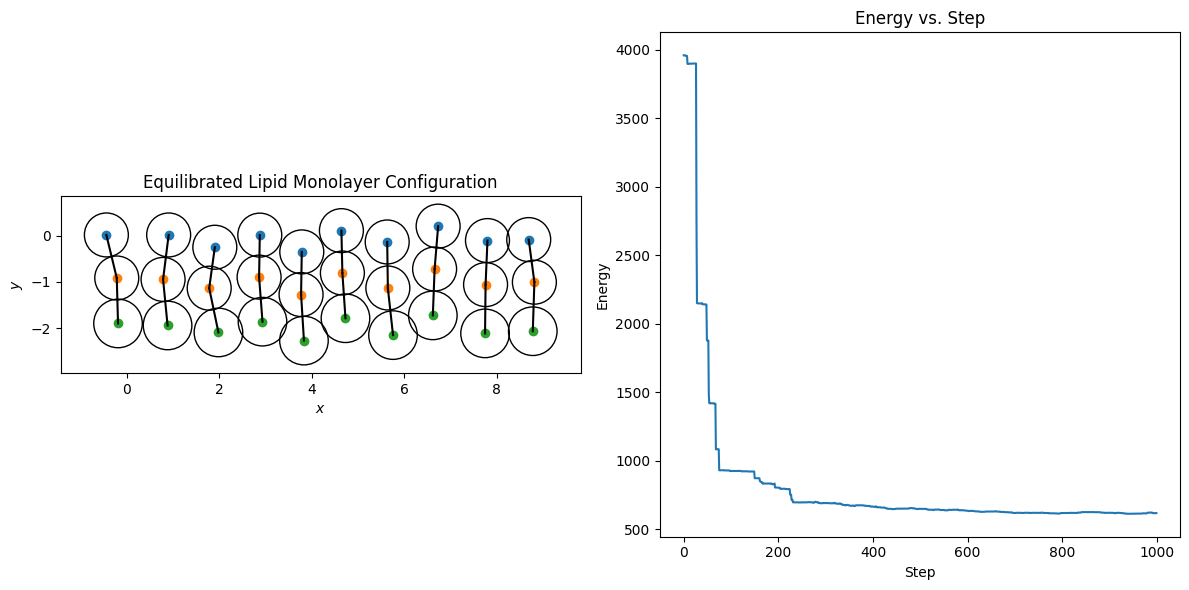 Equilibrated Lipid Monolayer Configuration
0
−1
−2
y
0 2 4 6 8
x
Energy vs. Step
4000
3500
3000
2500
2000
1500
1000
500
Energy
0 200 400 600 800 1000
Step